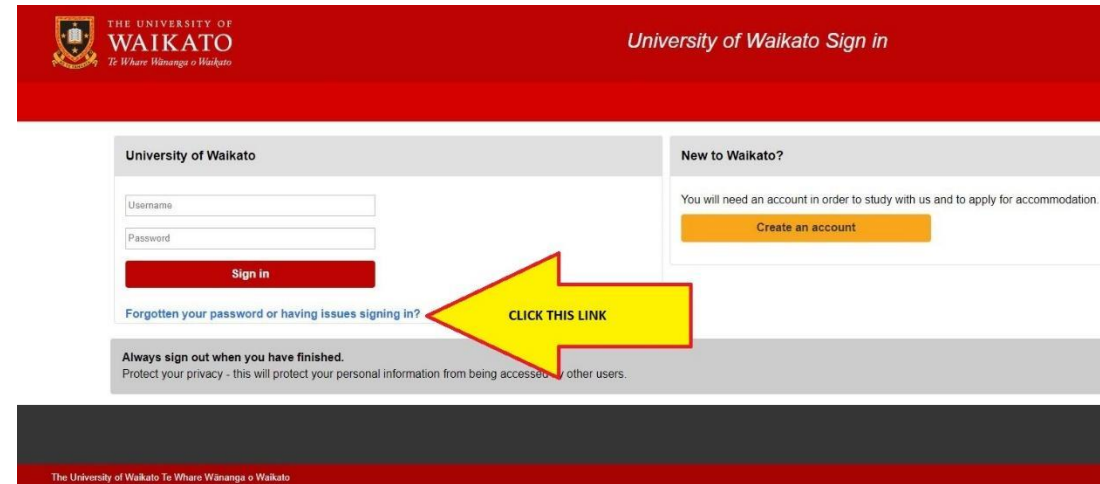 THE UNIVERSITY OF
WAIKATO
Te Whare Wānanga o Waikato
University of Waikato Sign in
University of Waikato
Username
Password
Sign in
Forgotten your password or having issues signing in?
CLICK THIS LINK
New to Waikato?
You will need an account in order to study with us and to apply for accommodation.
Create an account
Always sign out when you have finished.
Protect your privacy - this will protect your personal information from being accessed by other users.
The University of Waikato Te Whare Wānanga o Waikato